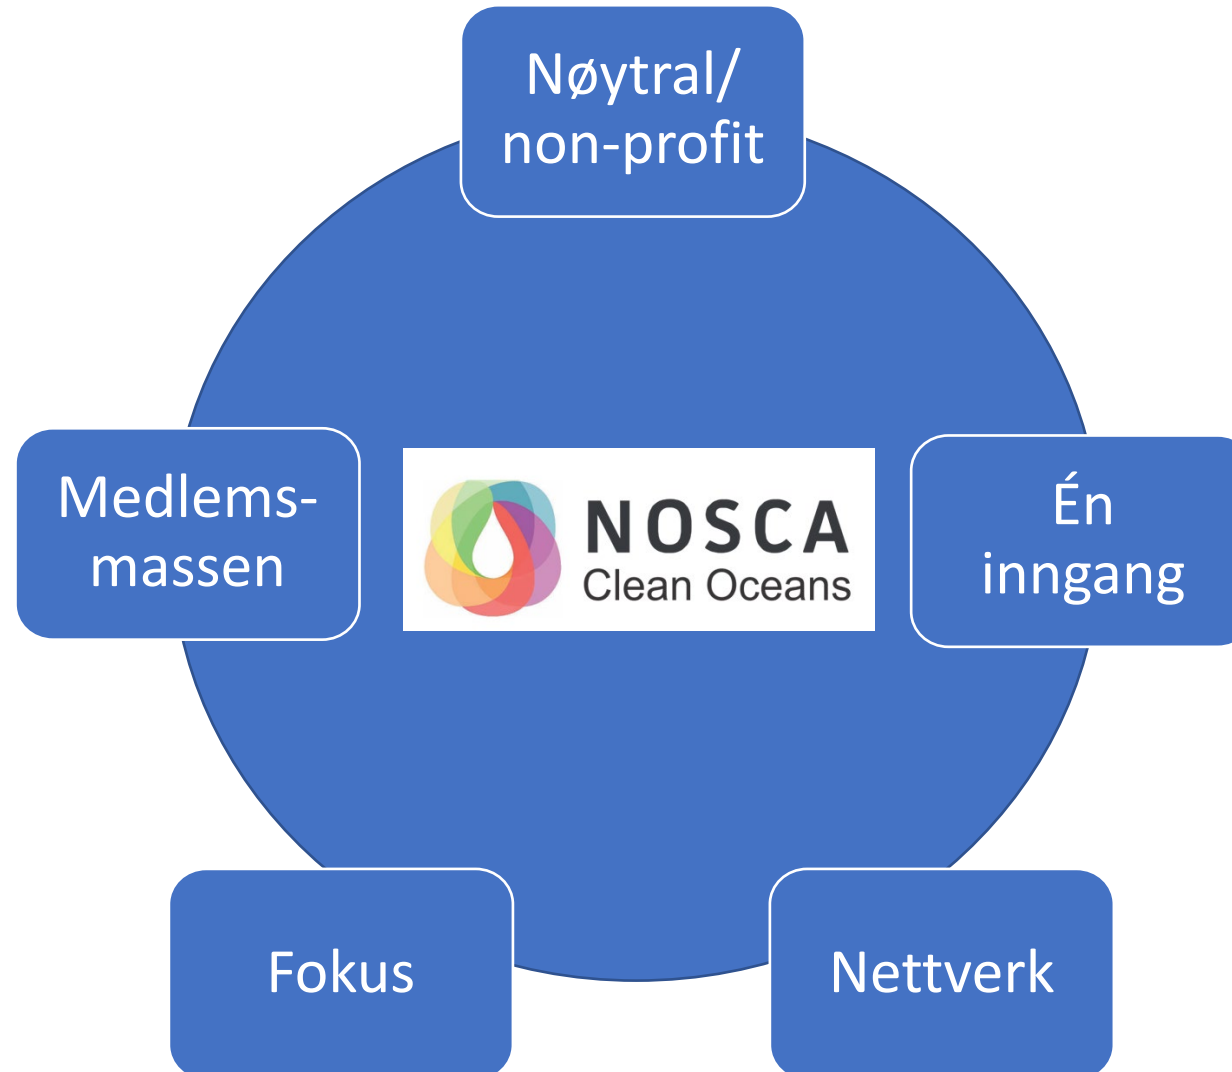 Nøytral/
non-profit
Medlems-
massen
NOSCA
Clean Oceans
Én
inngang
Fokus
Nettverk